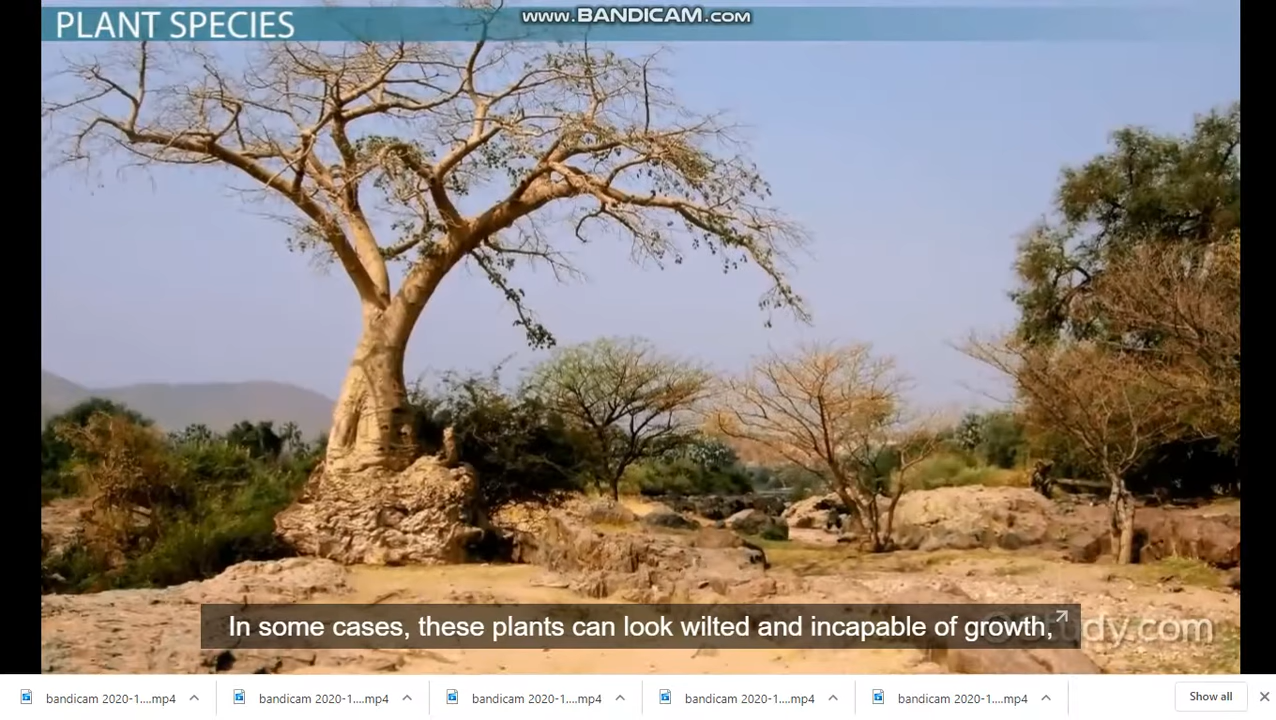 PLANT SPECIES
www.BANDICAM.com
In some cases, these plants can look wilted and incapable of growth,
bandicam 2020-1....mp4
bandicam 2020-1....mp4
bandicam 2020-1....mp4
bandicam 2020-1....mp4
bandicam 2020-1....mp4
Show all